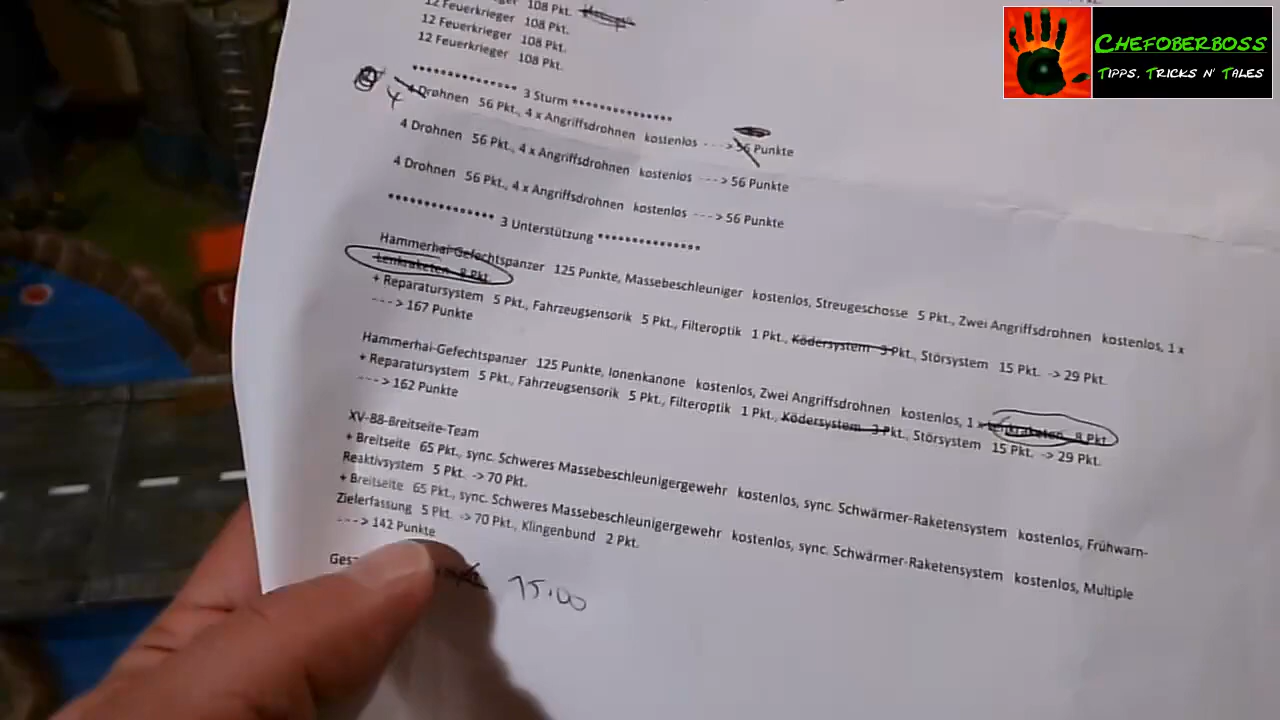 108 Pkt.
12 Feuerkrieger 108 Pkt.
12 Feuerkrieger 108 Pkt.
12 Feuerkrieger 108 Pkt.
*************** 3 Sturm ***************
4 Drohnen 56 Pkt., 4 x Angriffsdrohnen kostenlos - - - > 56 Punkte
4 Drohnen 56 Pkt., 4 x Angriffsdrohnen kostenlos - - - > 56 Punkte
4 Drohnen 56 Pkt., 4 x Angriffsdrohnen kostenlos - - - > 56 Punkte
*************** 3 Unterstützung ***************
Hammerhai-Gefechtspanzer 125 Punkte, Massebeschleuniger kostenlos, Streugeschosse 5 Pkt., Zwei Angriffsdrohnen kostenlos, 1 x
Lenkraketen 8 Pkt.
+ Reparatursystem 5 Pkt., Fahrzeugsensorik 5 Pkt., Filteroptik 1 Pkt., Ködersystem 3 Pkt., Störsystem 15 Pkt. -> 29 Pkt.
- - - > 167 Punkte
Hammerhai-Gefechtspanzer 125 Punkte, Ionenkanone kostenlos, Zwei Angriffsdrohnen kostenlos, 1 x Lenkraketen 8 Pkt.
+ Reparatursystem 5 Pkt., Fahrzeugsensorik 5 Pkt., Filteroptik 1 Pkt., Ködersystem 3 Pkt., Störsystem 15 Pkt. -> 29 Pkt.
- - - > 162 Punkte
XV-88-Breitseite-Team
+ Breitseite 65 Pkt., sync. Schweres Massebeschleunigergewehr kostenlos, sync. Schwärmer-Raketensystem kostenlos, Frühwarn-
Reaktivsystem 5 Pkt. -> 70 Pkt.
+ Breitseite 65 Pkt., sync. Schweres Massebeschleunigergewehr kostenlos, sync. Schwärmer-Raketensystem kostenlos, Multiple
Zielerfassung 5 Pkt. -> 70 Pkt., Klingenbund 2 Pkt.
- - - > 142 Punkte
1500
Chefoberboss
Tipps, Tricks n' Tales